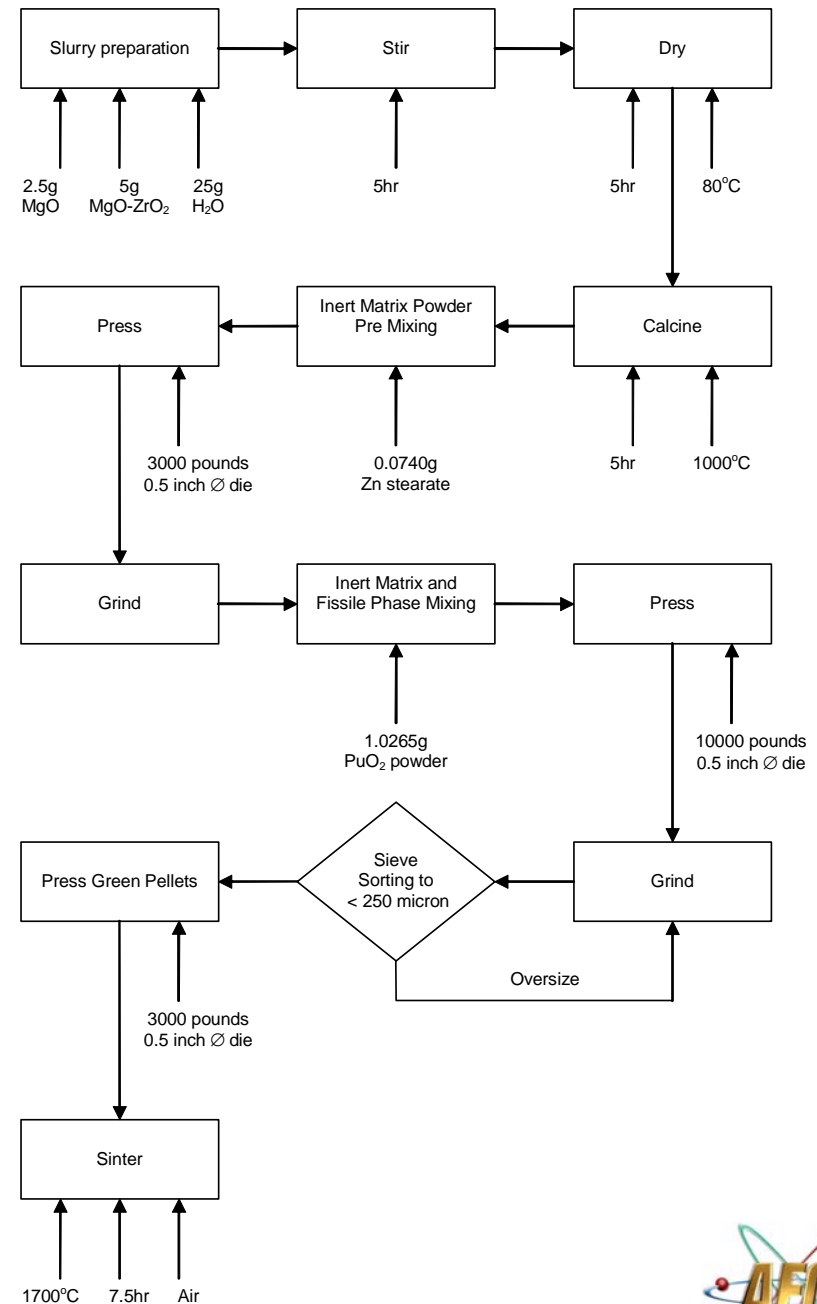 Slurry preparation
Stir
Dry
2.5g
MgO
5g
MgO-ZrO₂
25g
H₂O
5hr
5hr
80°C
Press
Inert Matrix Powder
Pre Mixing
Calcine
3000 pounds
0.5 inch ∅ die
0.0740g
Zn stearate
5hr
1000°C
Grind
Inert Matrix and
Fissile Phase Mixing
Press
1.0265g
PuO₂ powder
10000 pounds
0.5 inch ∅ die
Press Green Pellets
Sieve
Sorting to
< 250 micron
Grind
Oversize
3000 pounds
0.5 inch ∅ die
Sinter
1700°C
7.5hr
Air